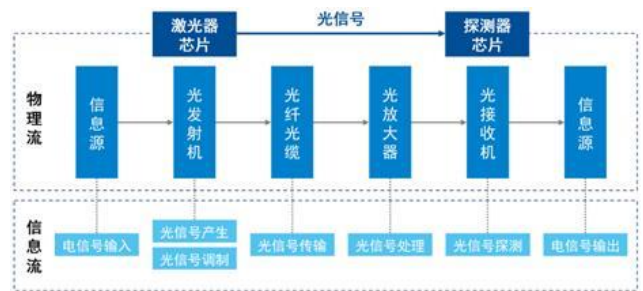 激光器
芯片
光信号
探测器
芯片
物理流
信息源
光发射机
光纤光缆
光放大器
光接收机
信息源
信息流
电信号输入
光信号产生
光信号调制
光信号传输
光信号处理
光信号探测
电信号输出